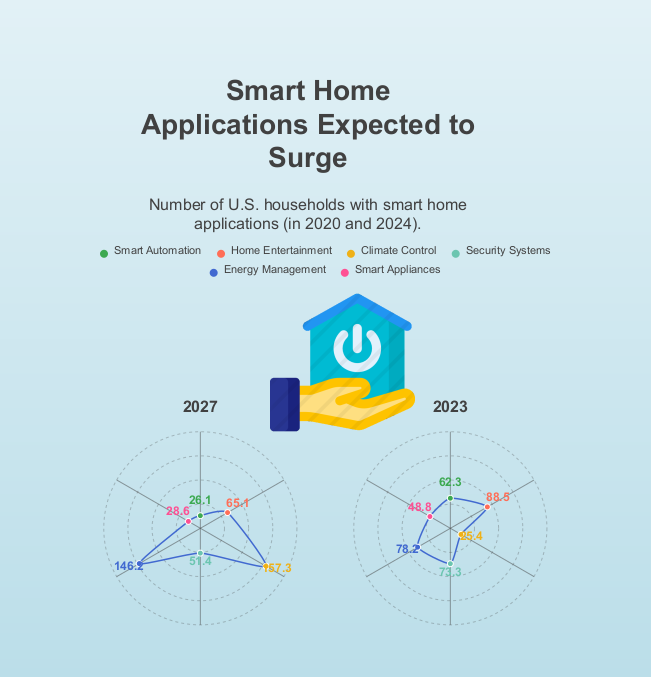 Smart Home
Applications Expected to
Surge
Number of U.S. households with smart home
applications (in 2020 and 2024).
Smart Automation
Home Entertainment
Climate Control
Security Systems
Energy Management
Smart Appliances
2027
26.1
65.1
157.3
51.4
146.2
28.6
2023
62.3
88.5
25.4
73.3
78.2
48.8